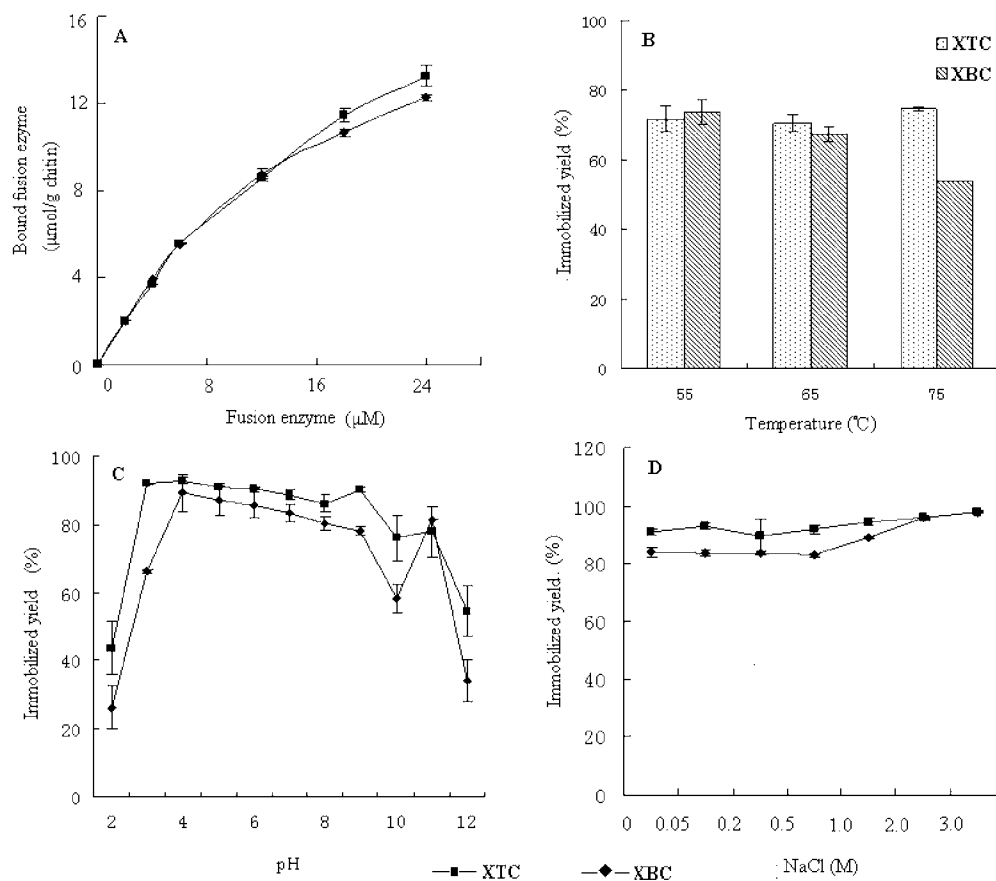 A
16
12
8
4
0
0 8 16 24
Bound fusion ezyme
(μmol/g chitin)
Fusion enzyme (μM)
B
XTC
XBC
100
80
60
40
20
0
55 65 75
Immobilized yield (%)
Temperature (℃)
C
100
80
60
40
20
0
2 4 6 8 10 12
Immobilized yield (%)
pH
D
120
100
80
60
40
20
0
0 0.05 0.2 0.5 1.0 2.0 3.0
Immobilized yield. (%)
NaCl (M)
XTC XBC